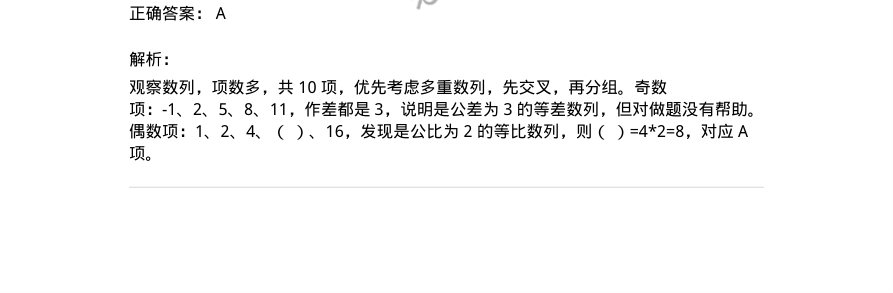 正确答案： A
解析：
观察数列，项数多，共 10 项，优先考虑多重数列，先交叉，再分组。奇数
项：-1、2、5、8、11，作差都是 3，说明是公差为 3 的等差数列，但对做题没有帮助。
偶数项：1、2、4、（ ）、16，发现是公比为 2 的等比数列，则（ ）=4*2=8，对应 A
项。